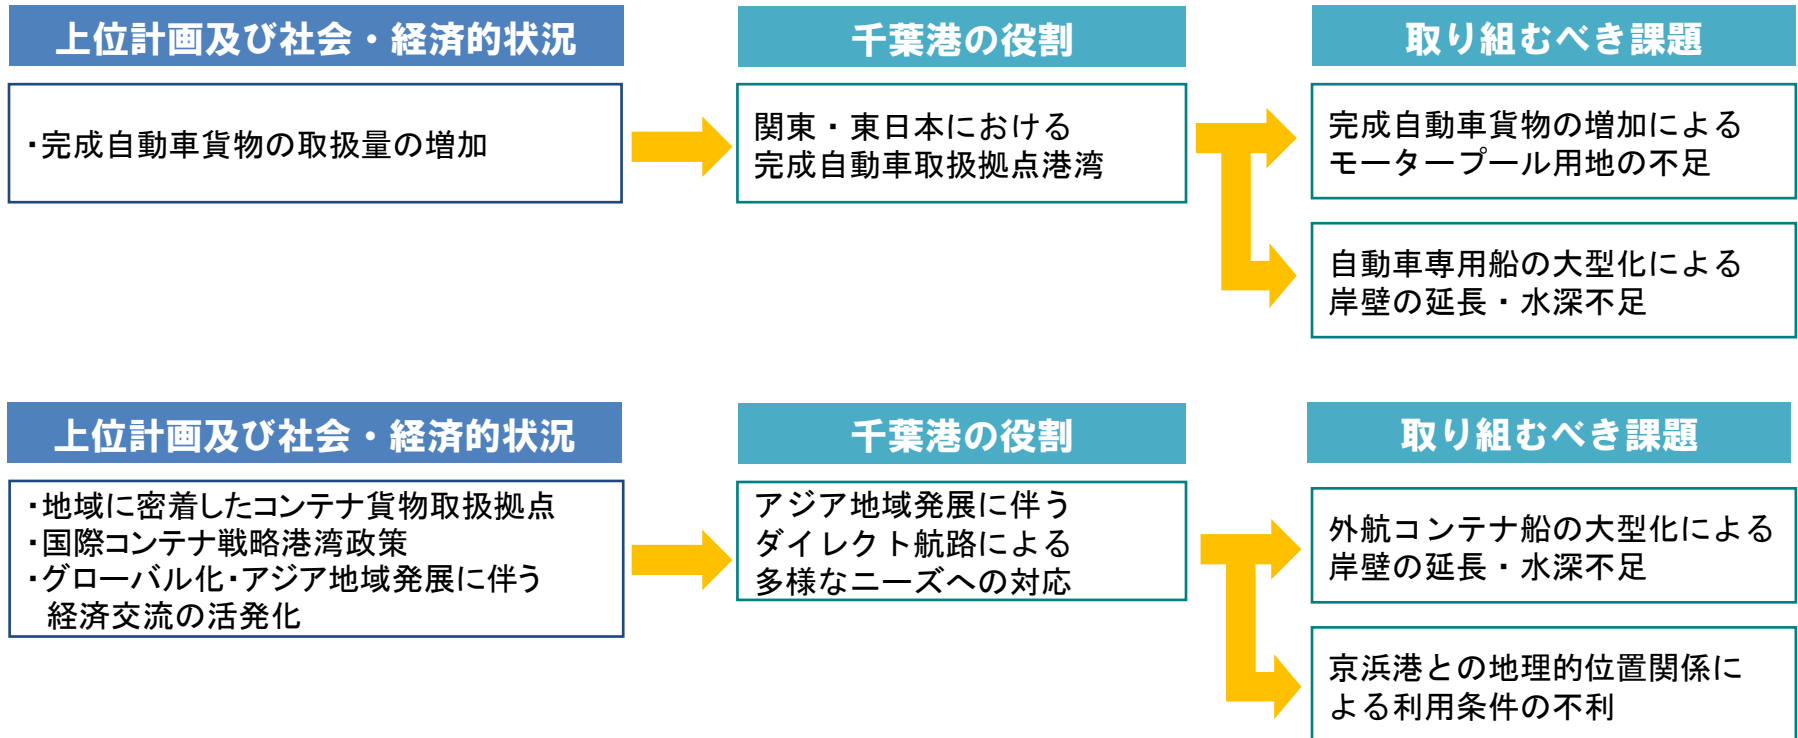 上位計画及び社会・経済的状況
千葉港の役割
取り組むべき課題
・完成自動車貨物の取扱量の増加
関東・東日本における
完成自動車取扱拠点港湾
完成自動車貨物の増加による
モータープール用地の不足
自動車専用船の大型化による
岸壁の延長・水深不足
上位計画及び社会・経済的状況
千葉港の役割
取り組むべき課題
・地域に密着したコンテナ貨物取扱拠点
・国際コンテナ戦略港湾政策
・グローバル化・アジア地域発展に伴う
経済交流の活発化
アジア地域発展に伴う
ダイレクト航路による
多様なニーズへの対応
外航コンテナ船の大型化による
岸壁の延長・水深不足
京浜港との地理的位置関係に
よる利用条件の不利